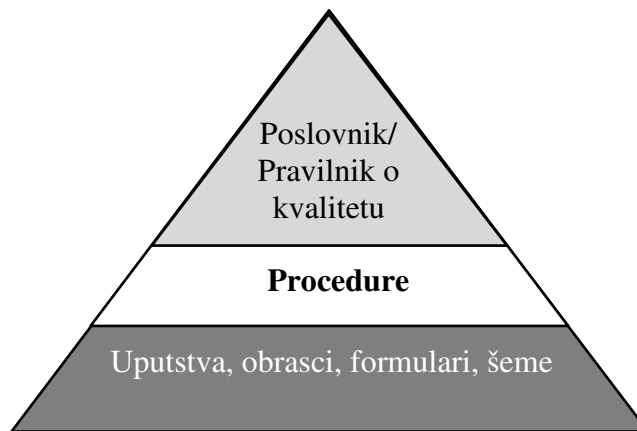 Poslovnik/
Pravilnik o
kvalitetu
Procedure
Uputstva, obrasci, formulari, šeme